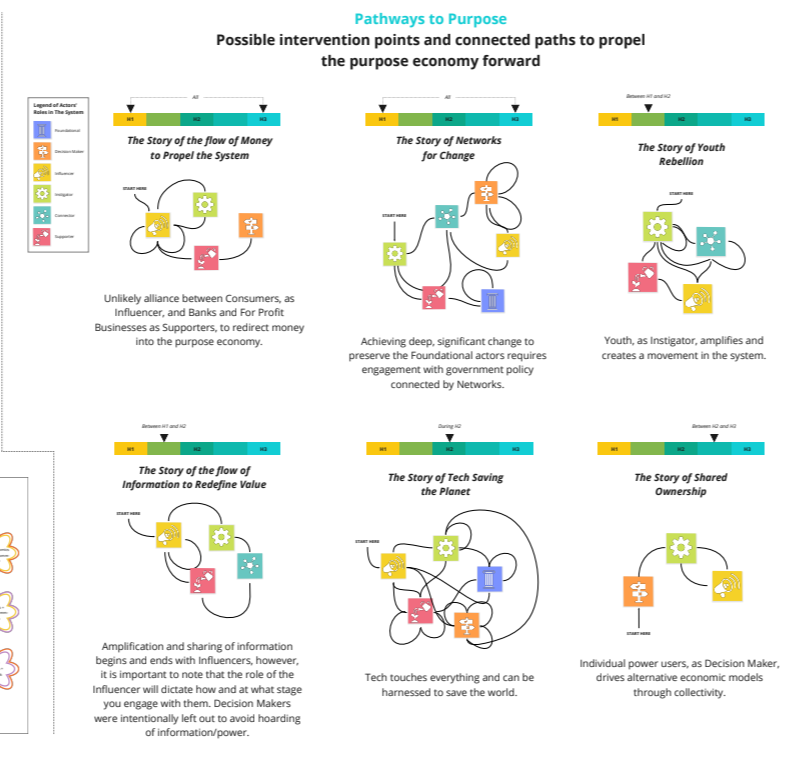 Pathways to Purpose
Possible intervention points and connected paths to propel
the purpose economy forward
Legend of Actors'
Roles in The System
Foundational
Decision Maker
Influencer
Instigator
Connector
Supporter
All
H1 H2 H3
The Story of the flow of Money
to Propel the System
START HERE
Unlikely alliance between Consumers, as
Influencer, and Banks and For Profit
Businesses as Supporters, to redirect money
into the purpose economy.
All
H1 H2 H3
The Story of Networks
for Change
START HERE
Achieving deep, significant change to
preserve the Foundational actors requires
engagement with government policy
connected by Networks.
Between H1 and H2
H1 H2 H3
The Story of Youth
Rebellion
START HERE
Youth, as Instigator, amplifies and
creates a movement in the system.
Between H1 and H2
H1 H2 H3
The Story of the flow of
Information to Redefine Value
START HERE
Amplification and sharing of information
begins and ends with Influencers, however,
it is important to note that the role of the
Influencer will dictate how and at what stage
you engage with them. Decision Makers
were intentionally left out to avoid hoarding
of information/power.
During H2
H1 H2 H3
The Story of Tech Saving
the Planet
START HERE
Tech touches everything and can be
harnessed to save the world.
Between H2 and H3
H1 H2 H3
The Story of Shared
Ownership
START HERE
Individual power users, as Decision Maker,
drives alternative economic models
through collectivity.